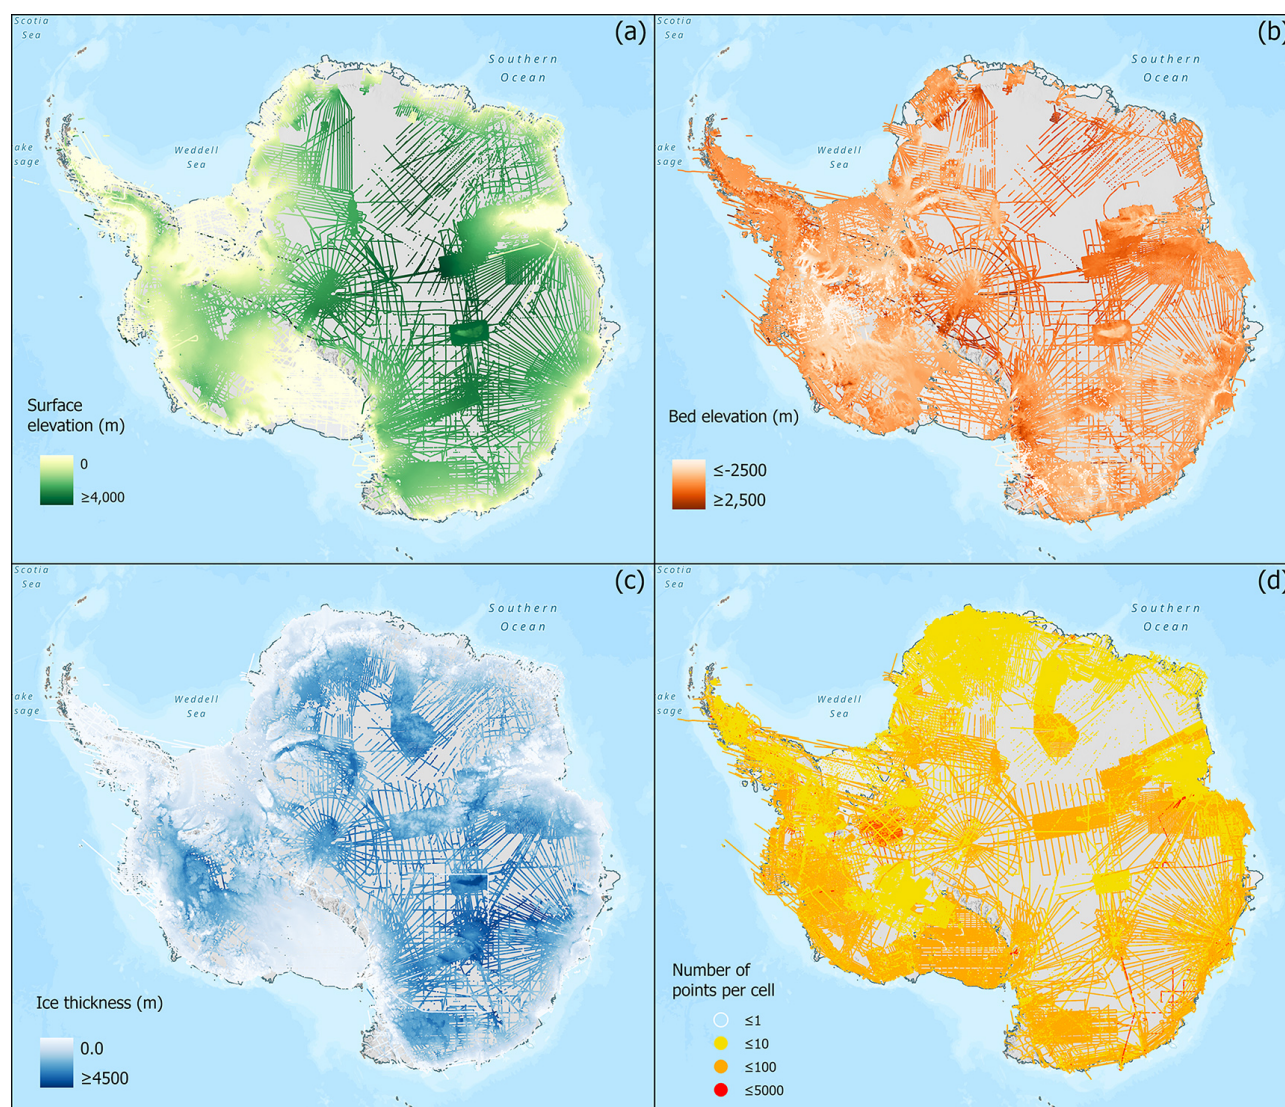 Scotia
Sea
(a)
Southern
Ocean
ake
sage
Weddell
Sea
Surface
elevation (m)
0
≥4,000
Scotia
Sea
(b)
Southern
Ocean
ake
sage
Weddell
Sea
Bed elevation (m)
≤-2500
≥2,500
Scotia
Sea
(c)
Southern
Ocean
ake
sage
Weddell
Sea
Ice thickness (m)
0.0
≥4500
Scotia
Sea
(d)
Southern
Ocean
ake
sage
Weddell
Sea
Number of
points per cell
≤1
≤10
≤100
≤5000